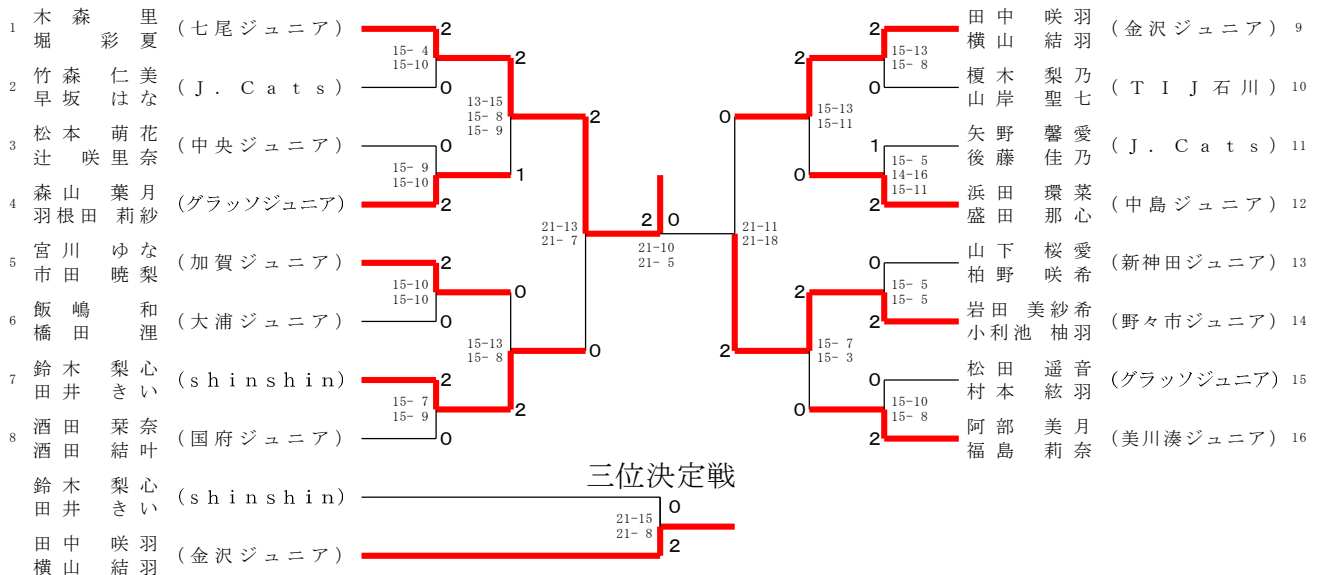 1 木森 里 堀 彩夏 (七尾ジュニア) 2
15- 4
15-10
2 竹森 仁美 早坂 はな (J.Cats) 0
2
13-15
15- 8
15- 9
3 松本 萌花 辻 咲里奈 (中央ジュニア) 0
15- 9
15-10
4 森山 葉月 羽根田 莉紗 (グラッソジュニア) 2
1
2
21-13
21- 7
5 宮川 ゆな 市田 暁梨 (加賀ジュニア) 2
15-10
15-10
6 飯嶋 和 橋田 浬 (大浦ジュニア) 0
0
15-13
15- 8
7 鈴木 梨心 田井 きい (shinshin) 2
15- 7
15- 9
8 酒田 栞奈 酒田 結叶 (国府ジュニア) 0
2
0
2 0
21-10
21- 5
2 田中 咲羽 横山 結羽 (金沢ジュニア) 9
15-13
15- 8
0 榎木 梨乃 山岸 聖七 (TIJ石川) 10
2
15-13
15-11
1 矢野 馨愛 後藤 佳乃 (J.Cats) 11
15- 5
14-16
15-11
2 浜田 環菜 盛田 那心 (中島ジュニア) 12
0
0
21-11
21-18
0 山下 桜愛 柏野 咲希 (新神田ジュニア) 13
15- 5
15- 5
2 岩田 美紗希 小利池 柚羽 (野々市ジュニア) 14
2
15- 7
15- 3
0 松田 遥音 村本 絃羽 (グラッソジュニア) 15
15-10
15- 8
2 阿部 美月 福島 莉奈 (美川湊ジュニア) 16
0
2
三位決定戦
鈴木 梨心 田井 きい (shinshin) 0
21-15
21- 8
田中 咲羽 横山 結羽 (金沢ジュニア) 2